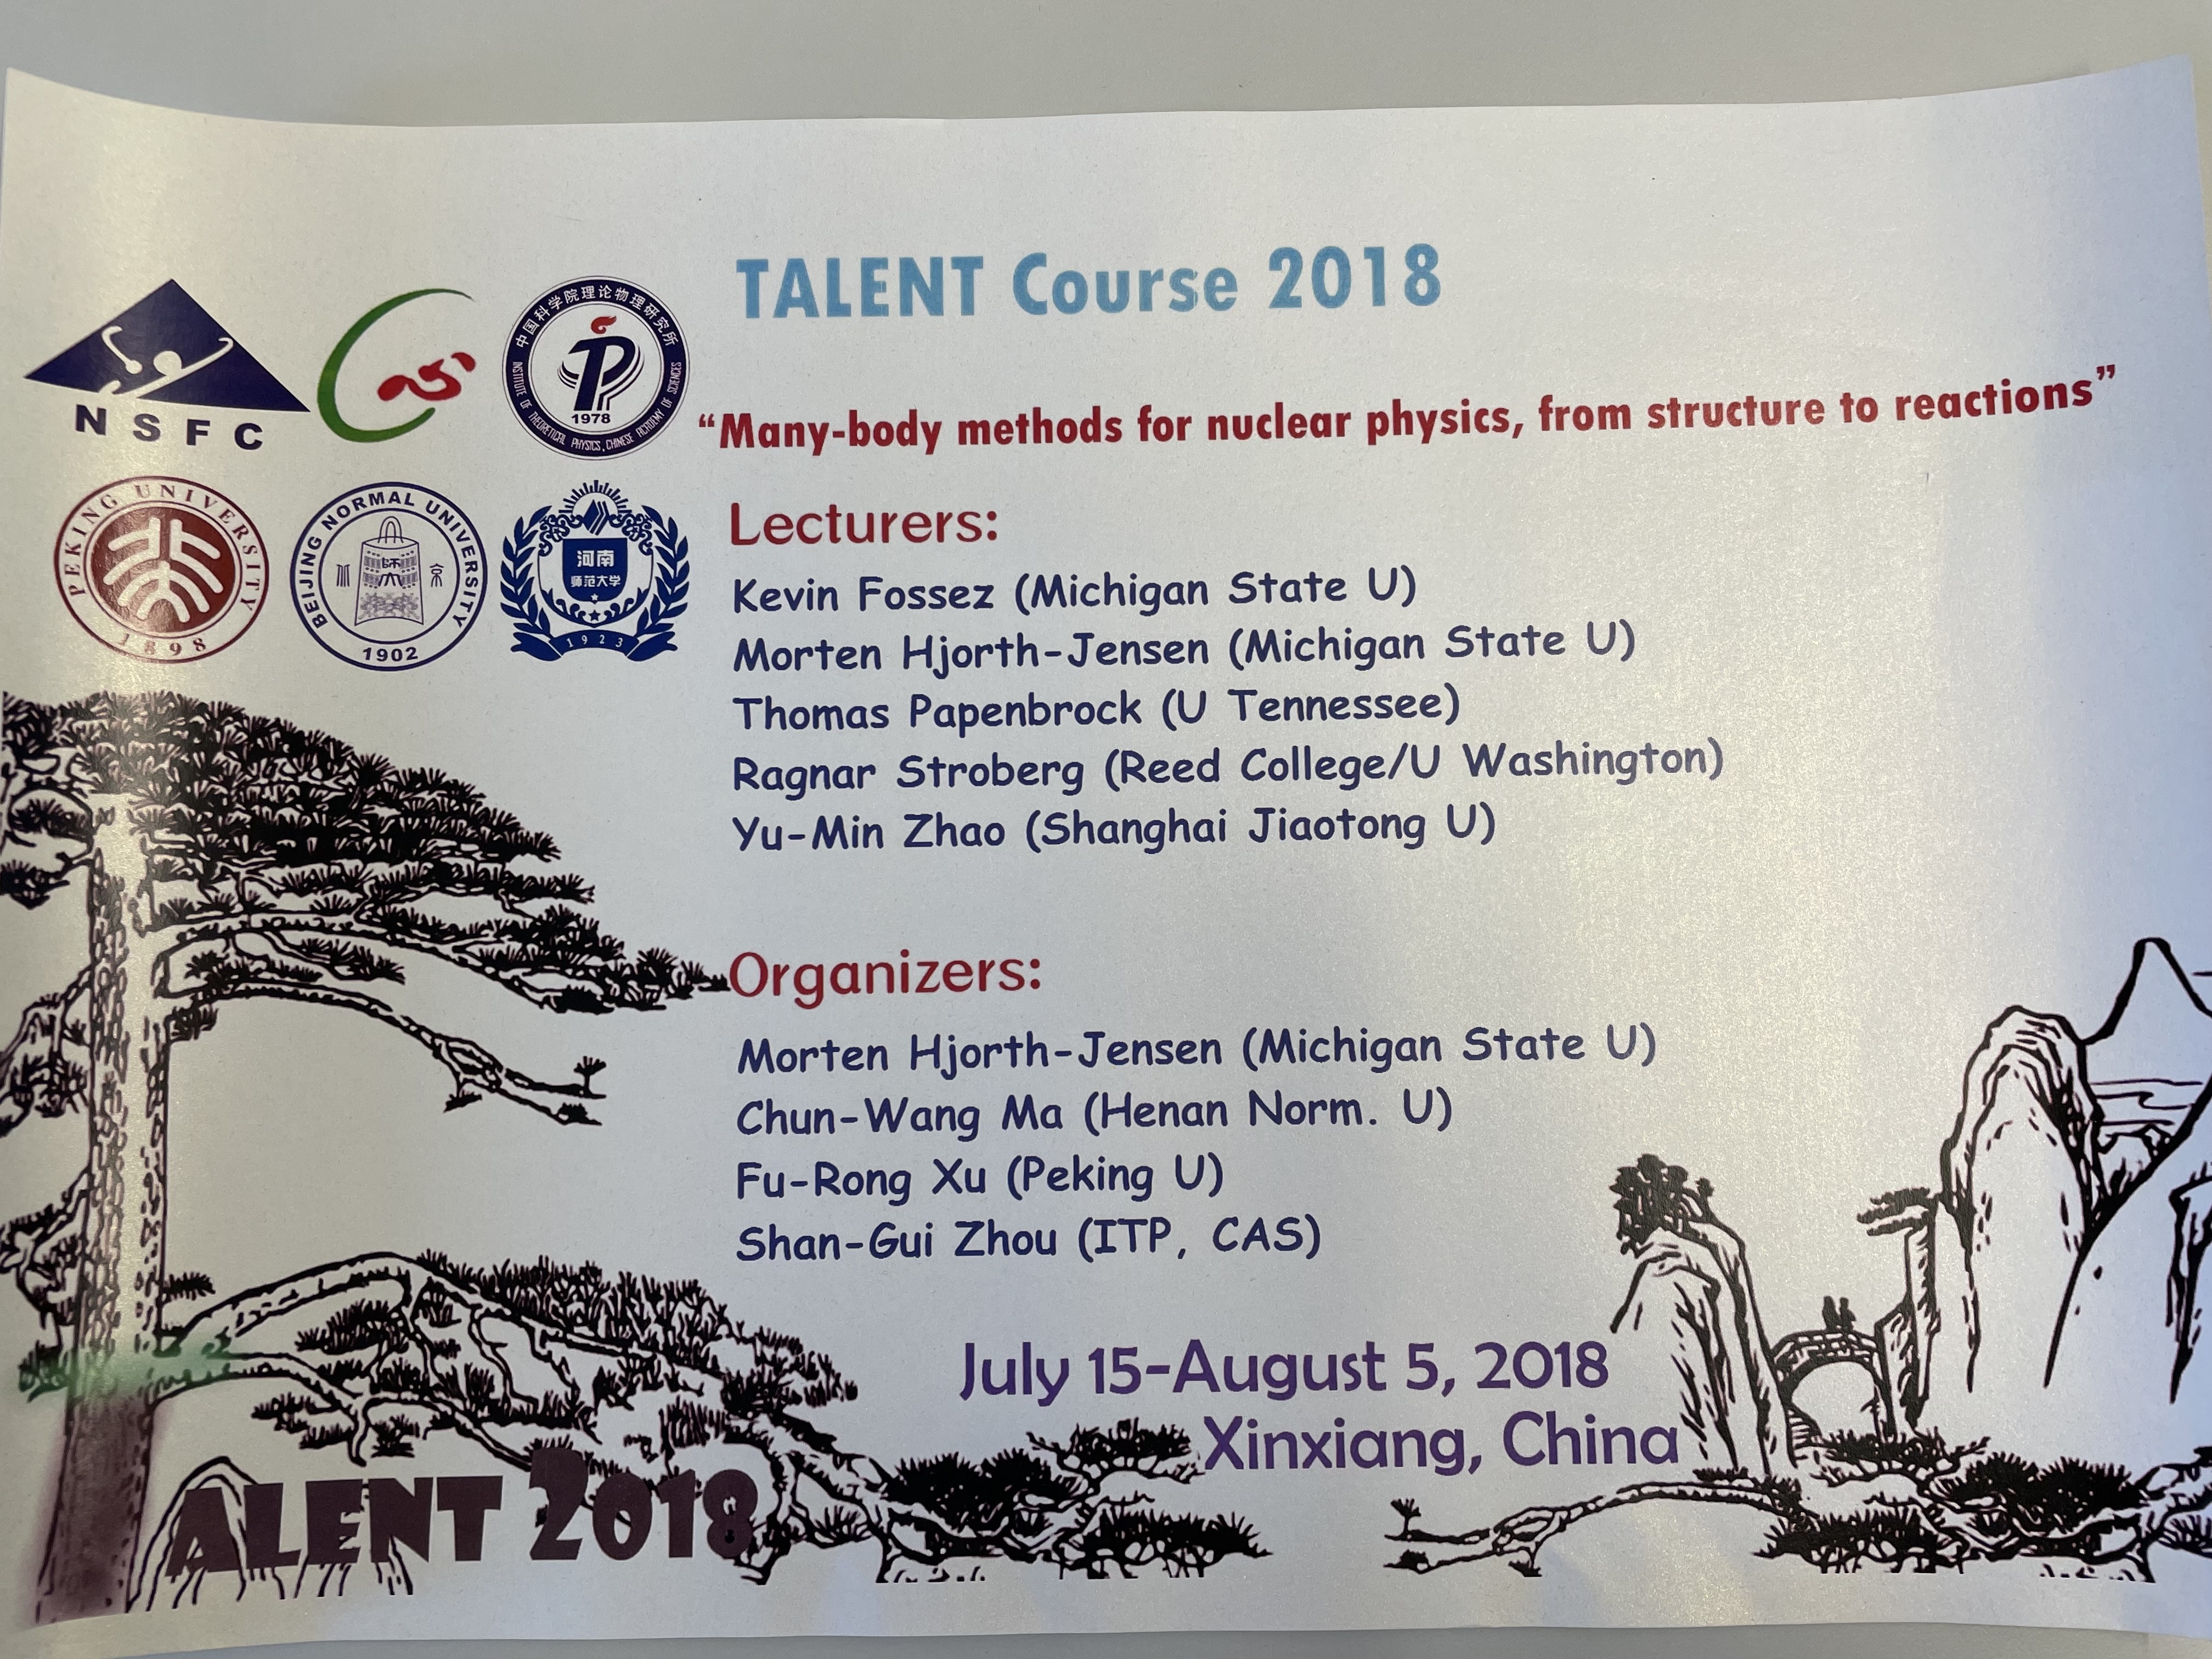 TALENT Course 2018
“Many-body methods for nuclear physics, from structure to reactions”
NSFC
中国科学院理论物理研究所
1978
INSTITUTE OF THEORETICAL PHYSICS, CHINESE ACADEMY OF SCIENCES
PEKING UNIVERSITY
1898
BEIJING NORMAL UNIVERSITY
京
师
1902
河南
师范大学
1923
Lecturers:
Kevin Fossez (Michigan State U)
Morten Hjorth-Jensen (Michigan State U)
Thomas Papenbrock (U Tennessee)
Ragnar Stroberg (Reed College/U Washington)
Yu-Min Zhao (Shanghai Jiaotong U)
Organizers:
Morten Hjorth-Jensen (Michigan State U)
Chun-Wang Ma (Henan Norm. U)
Fu-Rong Xu (Peking U)
Shan-Gui Zhou (ITP, CAS)
July 15-August 5, 2018
Xinxiang, China
ALENT 2018